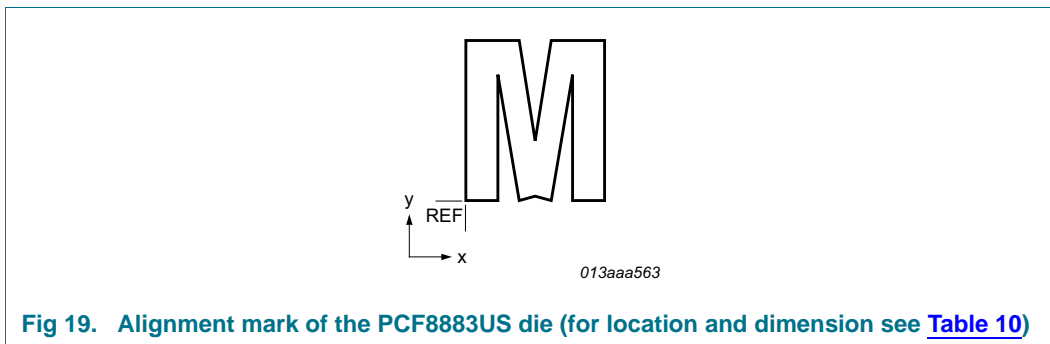 M
y
REF
x
013aaa563
Fig 19. Alignment mark of the PCF8883US die (for location and dimension see Table 10)